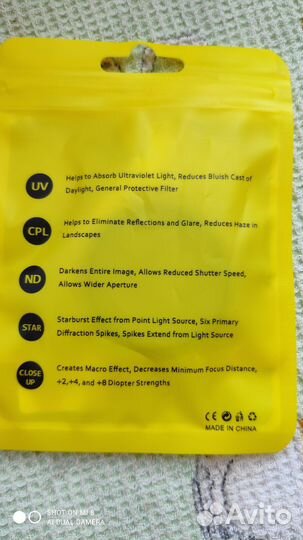 UV
Helps to Absorb Ultraviolet Light, Reduces Bluish Cast of
Daylight, General Protective Filter
CPL
Helps to Eliminate Reflections and Glare, Reduces Haze in
Landscapes
ND
Darkens Entire Image, Allows Reduced Shutter Speed,
Allows Wider Aperture
STAR
Starburst Effect from Point Light Source, Six Primary
Diffraction Spikes, Spikes Extend from Light Source
CLOSE
UP
Creates Macro Effect, Decreases Minimum Focus Distance,
+2,+4, and +8 Diopter Strengths
CE
MADE IN CHINA
SHOT ON MI 8
AI DUAL CAMERA
Avito